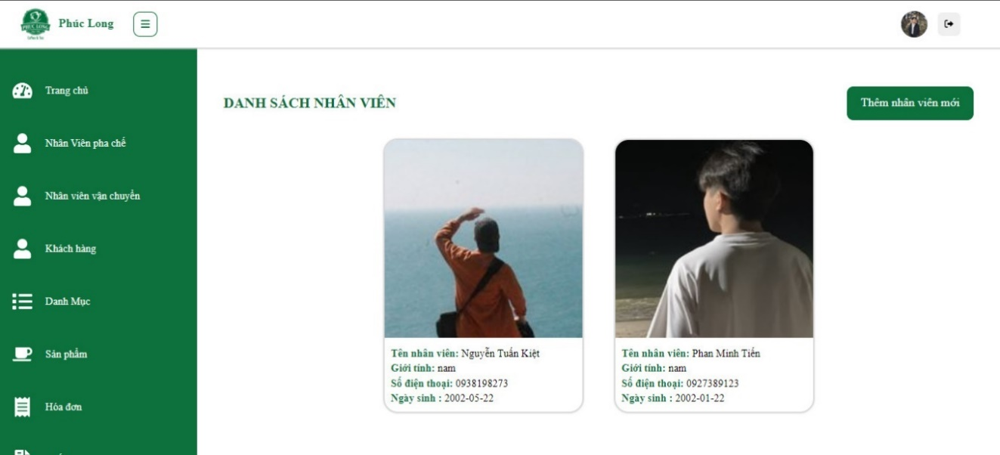 PHUC LONG
Phúc Long
Trang chủ
Nhân Viên pha chế
Nhân viên vận chuyển
Khách hàng
Danh Mục
Sản phẩm
Hóa đơn
DANH SÁCH NHÂN VIÊN
Thêm nhân viên mới
Tên nhân viên: Nguyễn Tuấn Kiệt
Giới tính: nam
Số điện thoại: 0938198273
Ngày sinh : 2002-05-22
Tên nhân viên: Phan Minh Tiến
Giới tính: nam
Số điện thoại: 0927389123
Ngày sinh : 2002-01-22